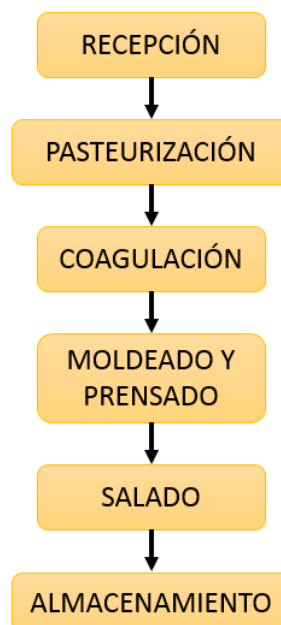 RECEPCIÓN
PASTEURIZACIÓN
COAGULACIÓN
MOLDEADO Y
PRENSADO
SALADO
ALMACENAMIENTO